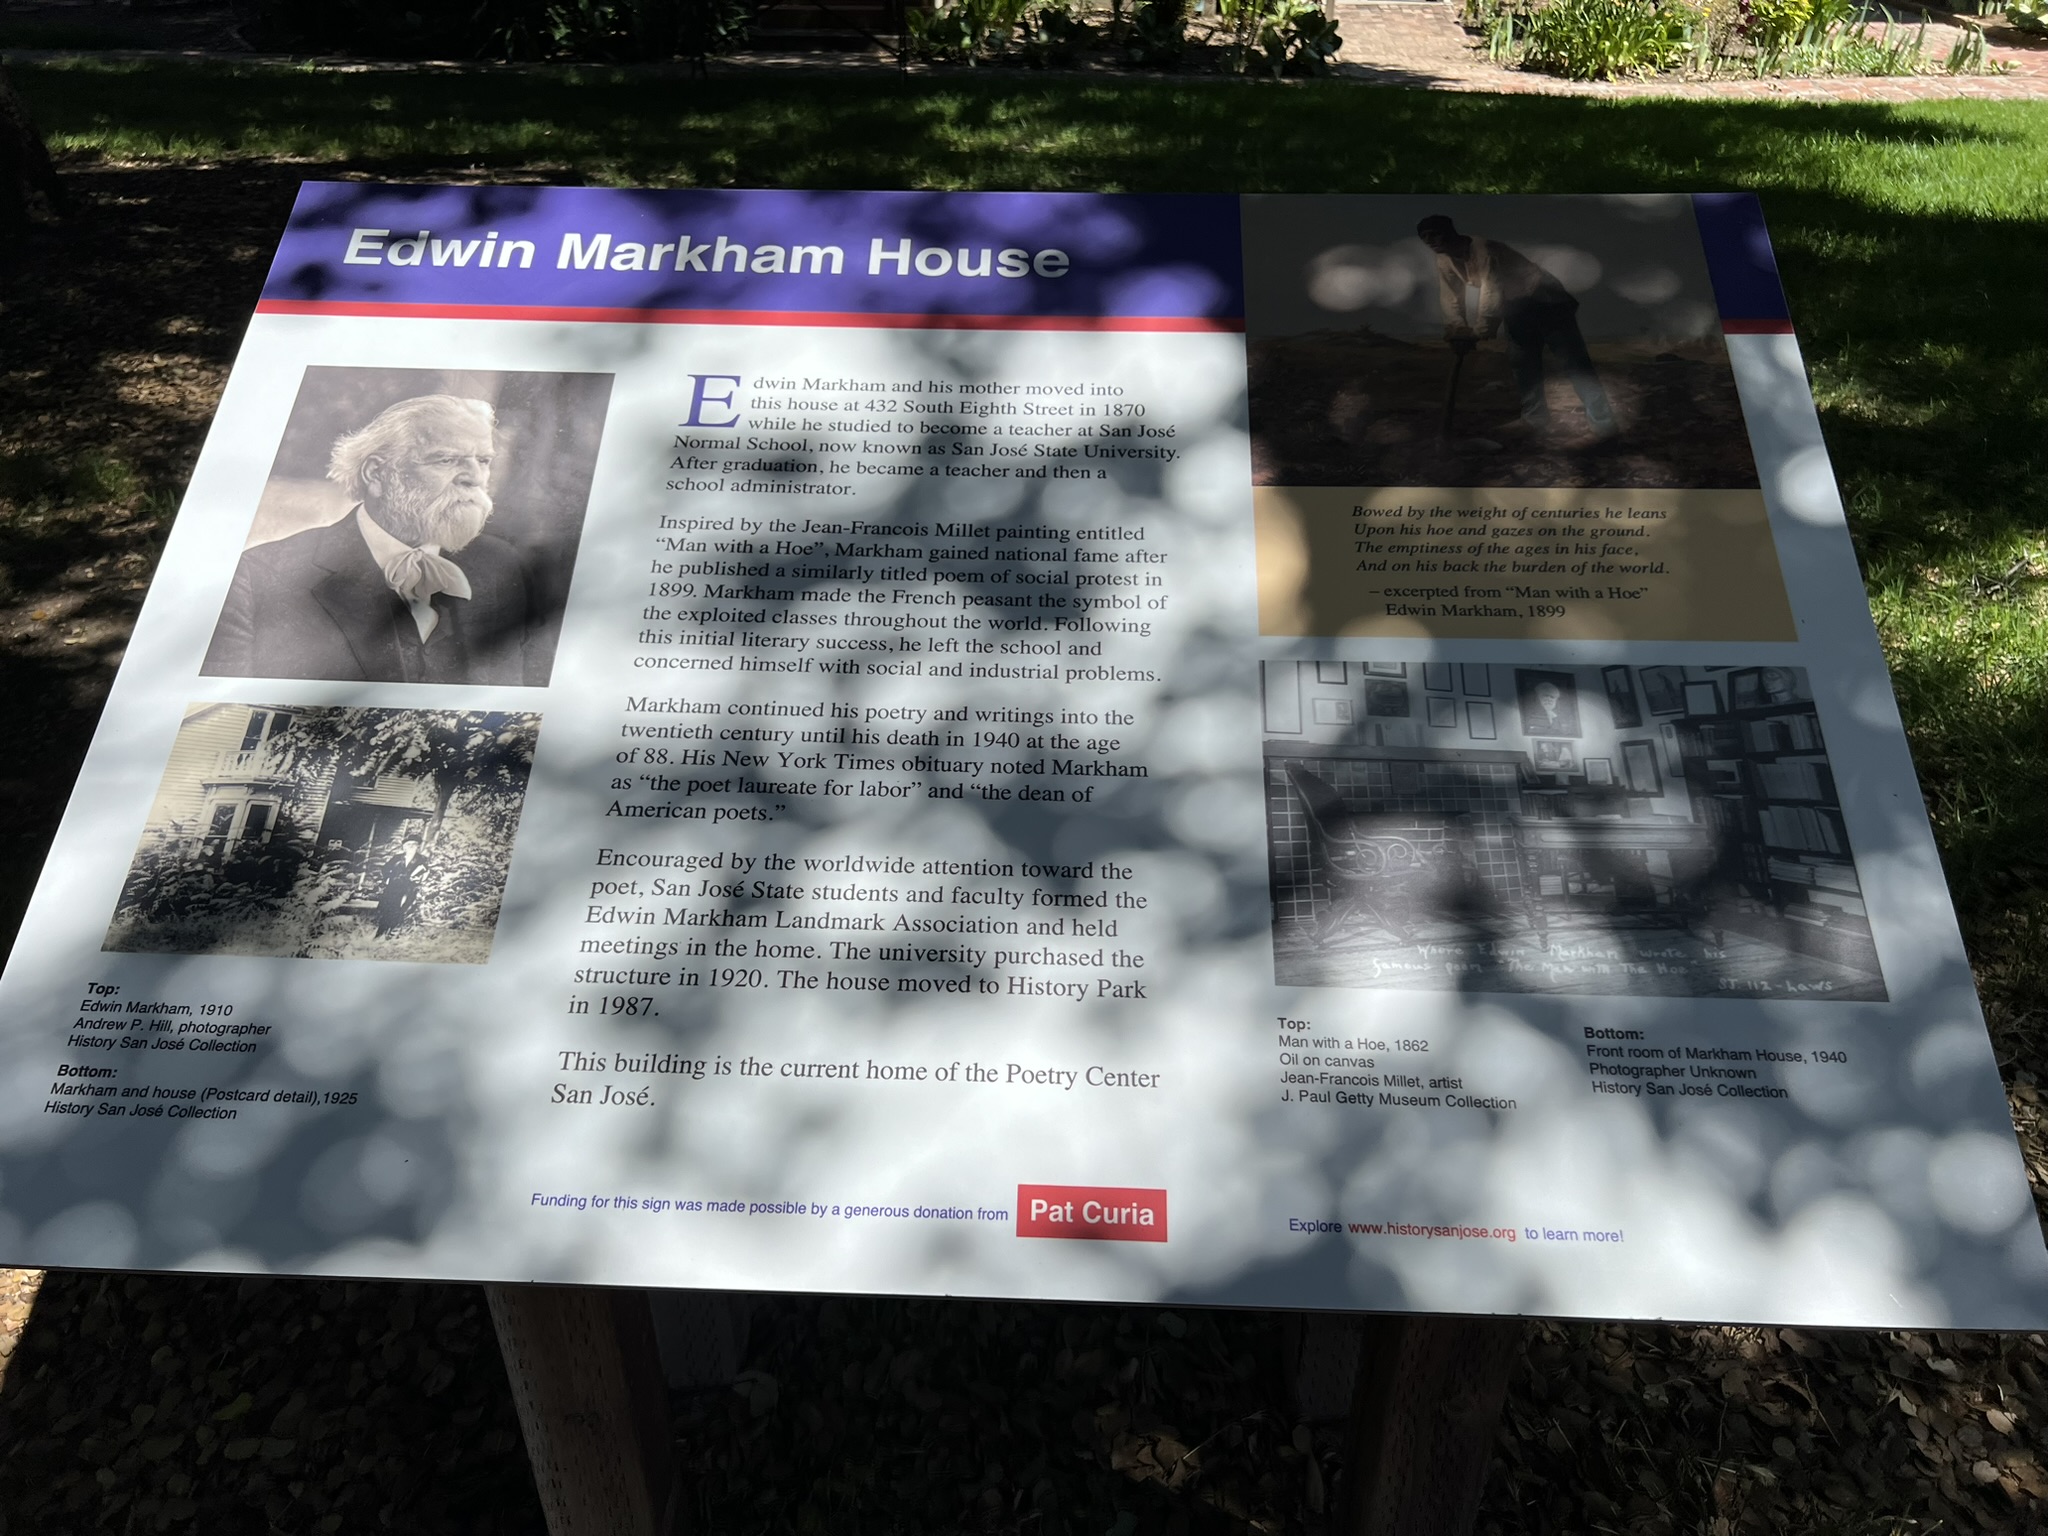 Edwin Markham House
Edwin Markham and his mother moved into
this house at 432 South Eighth Street in 1870
while he studied to become a teacher at San José
Normal School, now known as San José State University.
After graduation, he became a teacher and then a
school administrator.
Inspired by the Jean-Francois Millet painting entitled
“Man with a Hoe”, Markham gained national fame after
he published a similarly titled poem of social protest in
1899. Markham made the French peasant the symbol of
the exploited classes throughout the world. Following
this initial literary success, he left the school and
concerned himself with social and industrial problems.
Markham continued his poetry and writings into the
twentieth century until his death in 1940 at the age
of 88. His New York Times obituary noted Markham
as “the poet laureate for labor” and “the dean of
American poets.”
Encouraged by the worldwide attention toward the
poet, San José State students and faculty formed the
Edwin Markham Landmark Association and held
meetings in the home. The university purchased the
structure in 1920. The house moved to History Park
in 1987.
This building is the current home of the Poetry Center
San José.
Top:
Edwin Markham, 1910
Andrew P. Hill, photographer
History San José Collection
Bottom:
Markham and house (Postcard detail),1925
History San José Collection
Bowed by the weight of centuries he leans
Upon his hoe and gazes on the ground.
The emptiness of the ages in his face,
And on his back the burden of the world.
– excerpted from “Man with a Hoe”
Edwin Markham, 1899
Where Edwin Markham wrote his
famous poem "The Man with The Hoe"
SJ. 112-Laws
Top:
Man with a Hoe, 1862
Oil on canvas
Jean-Francois Millet, artist
J. Paul Getty Museum Collection
Bottom:
Front room of Markham House, 1940
Photographer Unknown
History San José Collection
Funding for this sign was made possible by a generous donation from Pat Curia
Explore www.historysanjose.org to learn more!